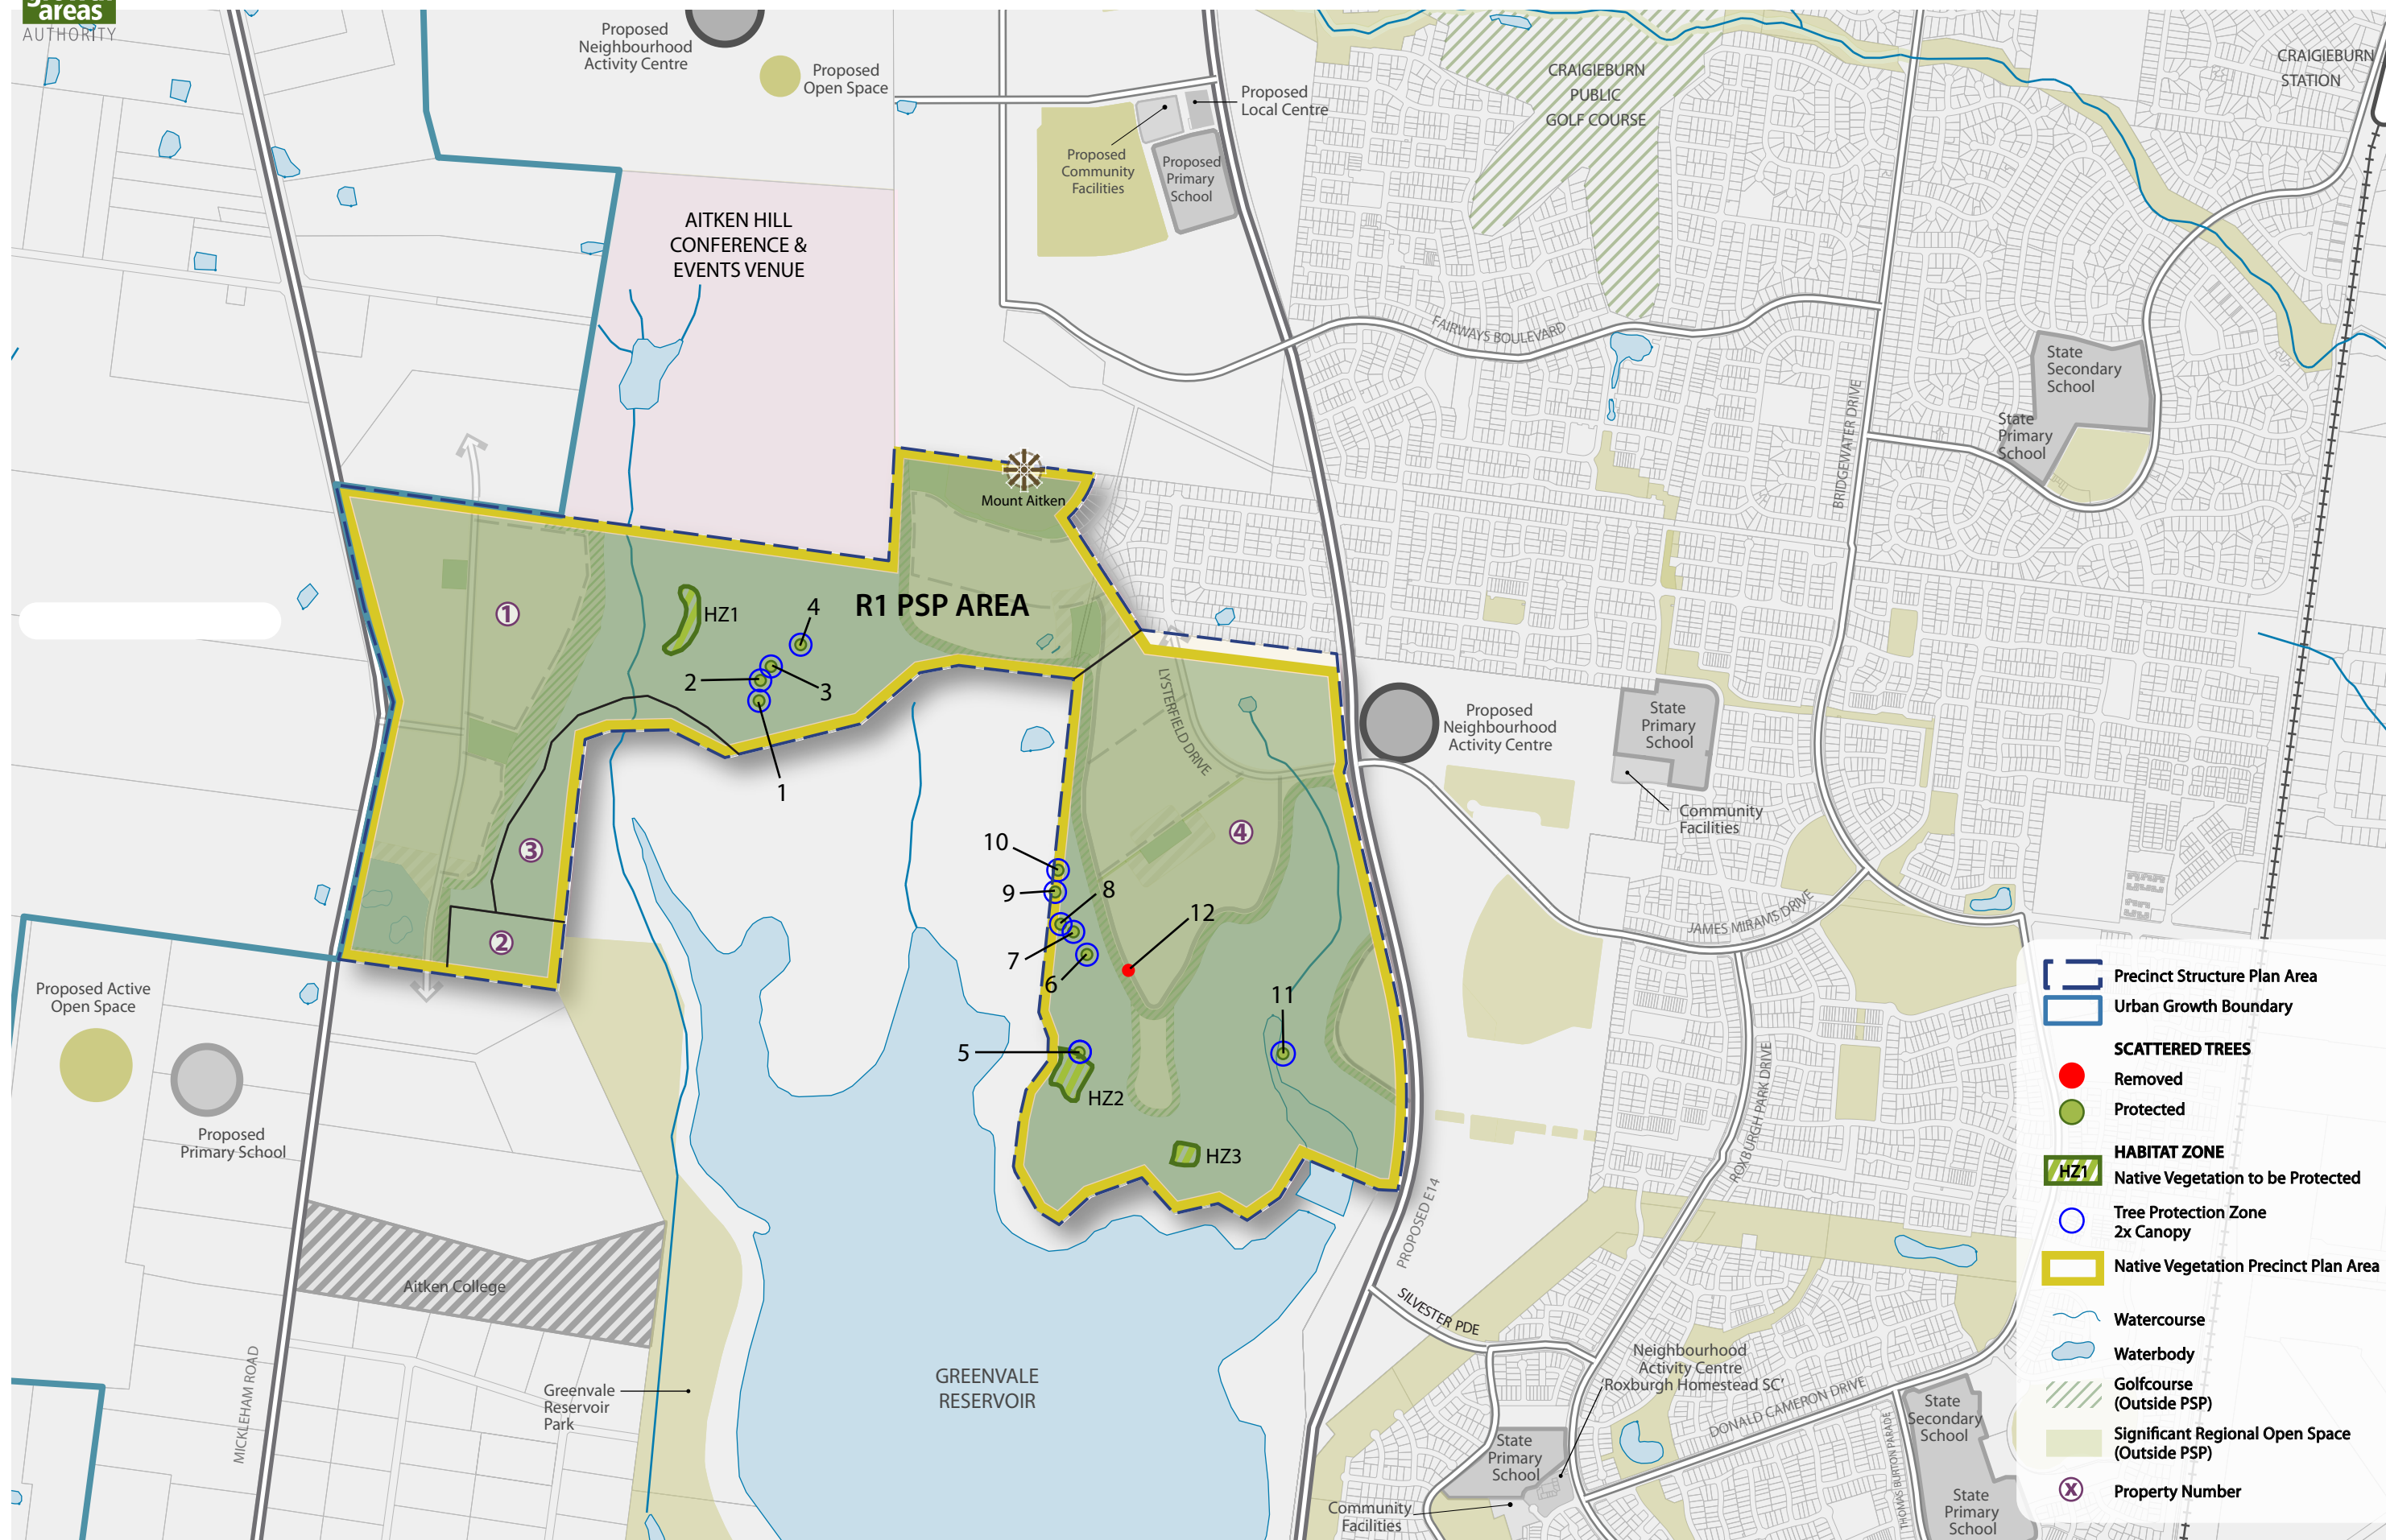 areas
AUTHORITY
Proposed
Neighbourhood
Activity Centre
Proposed
Open Space
Proposed
Local Centre
Proposed
Community
Facilities
Proposed
Primary
School
CRAIGIEBURN
PUBLIC
GOLF COURSE
CRAIGIEBURN
STATION
AITKEN HILL
CONFERENCE &
EVENTS VENUE
FAIRWAYS BOULEVARD
BRIDGEWATER DRIVE
State
Secondary
School
State
Primary
School
Mount Aitken
R1 PSP AREA
1
HZ1
4
2
3
1
LYSTERFIELD DRIVE
Proposed
Neighbourhood
Activity Centre
State
Primary
School
Community
Facilities
3
4
10
9
8
7
6
12
2
11
5
HZ2
HZ3
JAMES MIRAMS DRIVE
ROXBURGH PARK DRIVE
Proposed Active
Open Space
Proposed
Primary School
Aitken College
MICKLEHAM ROAD
Greenvale
Reservoir
Park
GREENVALE
RESERVOIR
PROPOSED E14
SILVESTER PDE
Neighbourhood
Activity Centre
'Roxburgh Homestead SC'
DONALD CAMERON DRIVE
THOMAS BURTON PARADE
State
Primary
School
Community
Facilities
State
Secondary
School
State
Primary
School
Precinct Structure Plan Area
Urban Growth Boundary
SCATTERED TREES
Removed
Protected
HABITAT ZONE
HZ1
Native Vegetation to be Protected
Tree Protection Zone
2x Canopy
Native Vegetation Precinct Plan Area
Watercourse
Waterbody
Golfcourse
(Outside PSP)
Significant Regional Open Space
(Outside PSP)
X
Property Number